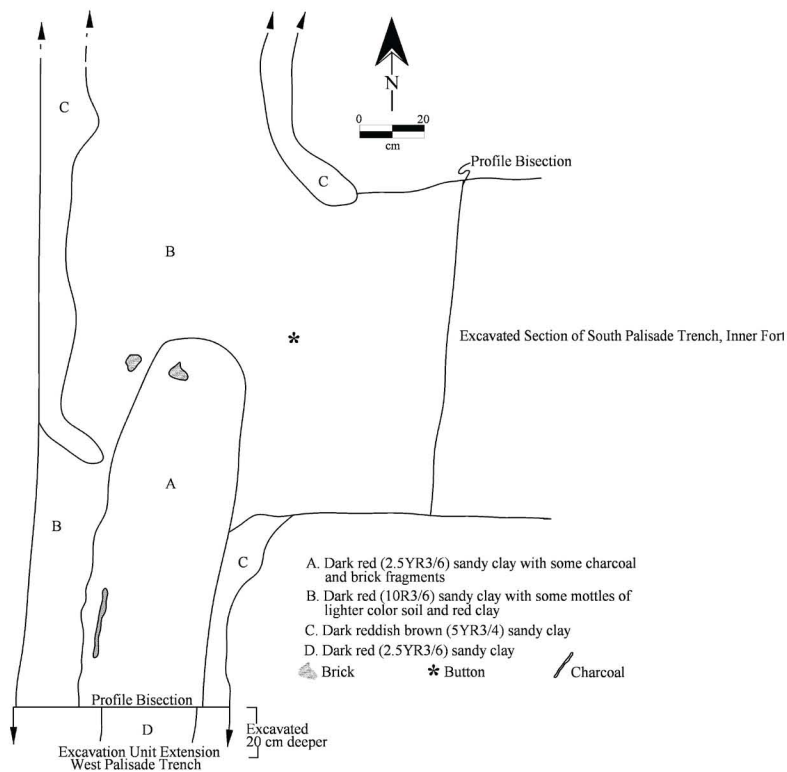 C
N
0 20
cm
C
Profile Bisection
B
Excavated Section of South Palisade Trench, Inner Fort
A
B
C
A. Dark red (2.5YR3/6) sandy clay with some charcoal
and brick fragments
B. Dark red (10R3/6) sandy clay with some mottles of
lighter color soil and red clay
C. Dark reddish brown (5YR3/4) sandy clay
D. Dark red (2.5YR3/6) sandy clay
Brick
Button
Charcoal
Profile Bisection
D
Excavated
20 cm deeper
Excavation Unit Extension
West Palisade Trench